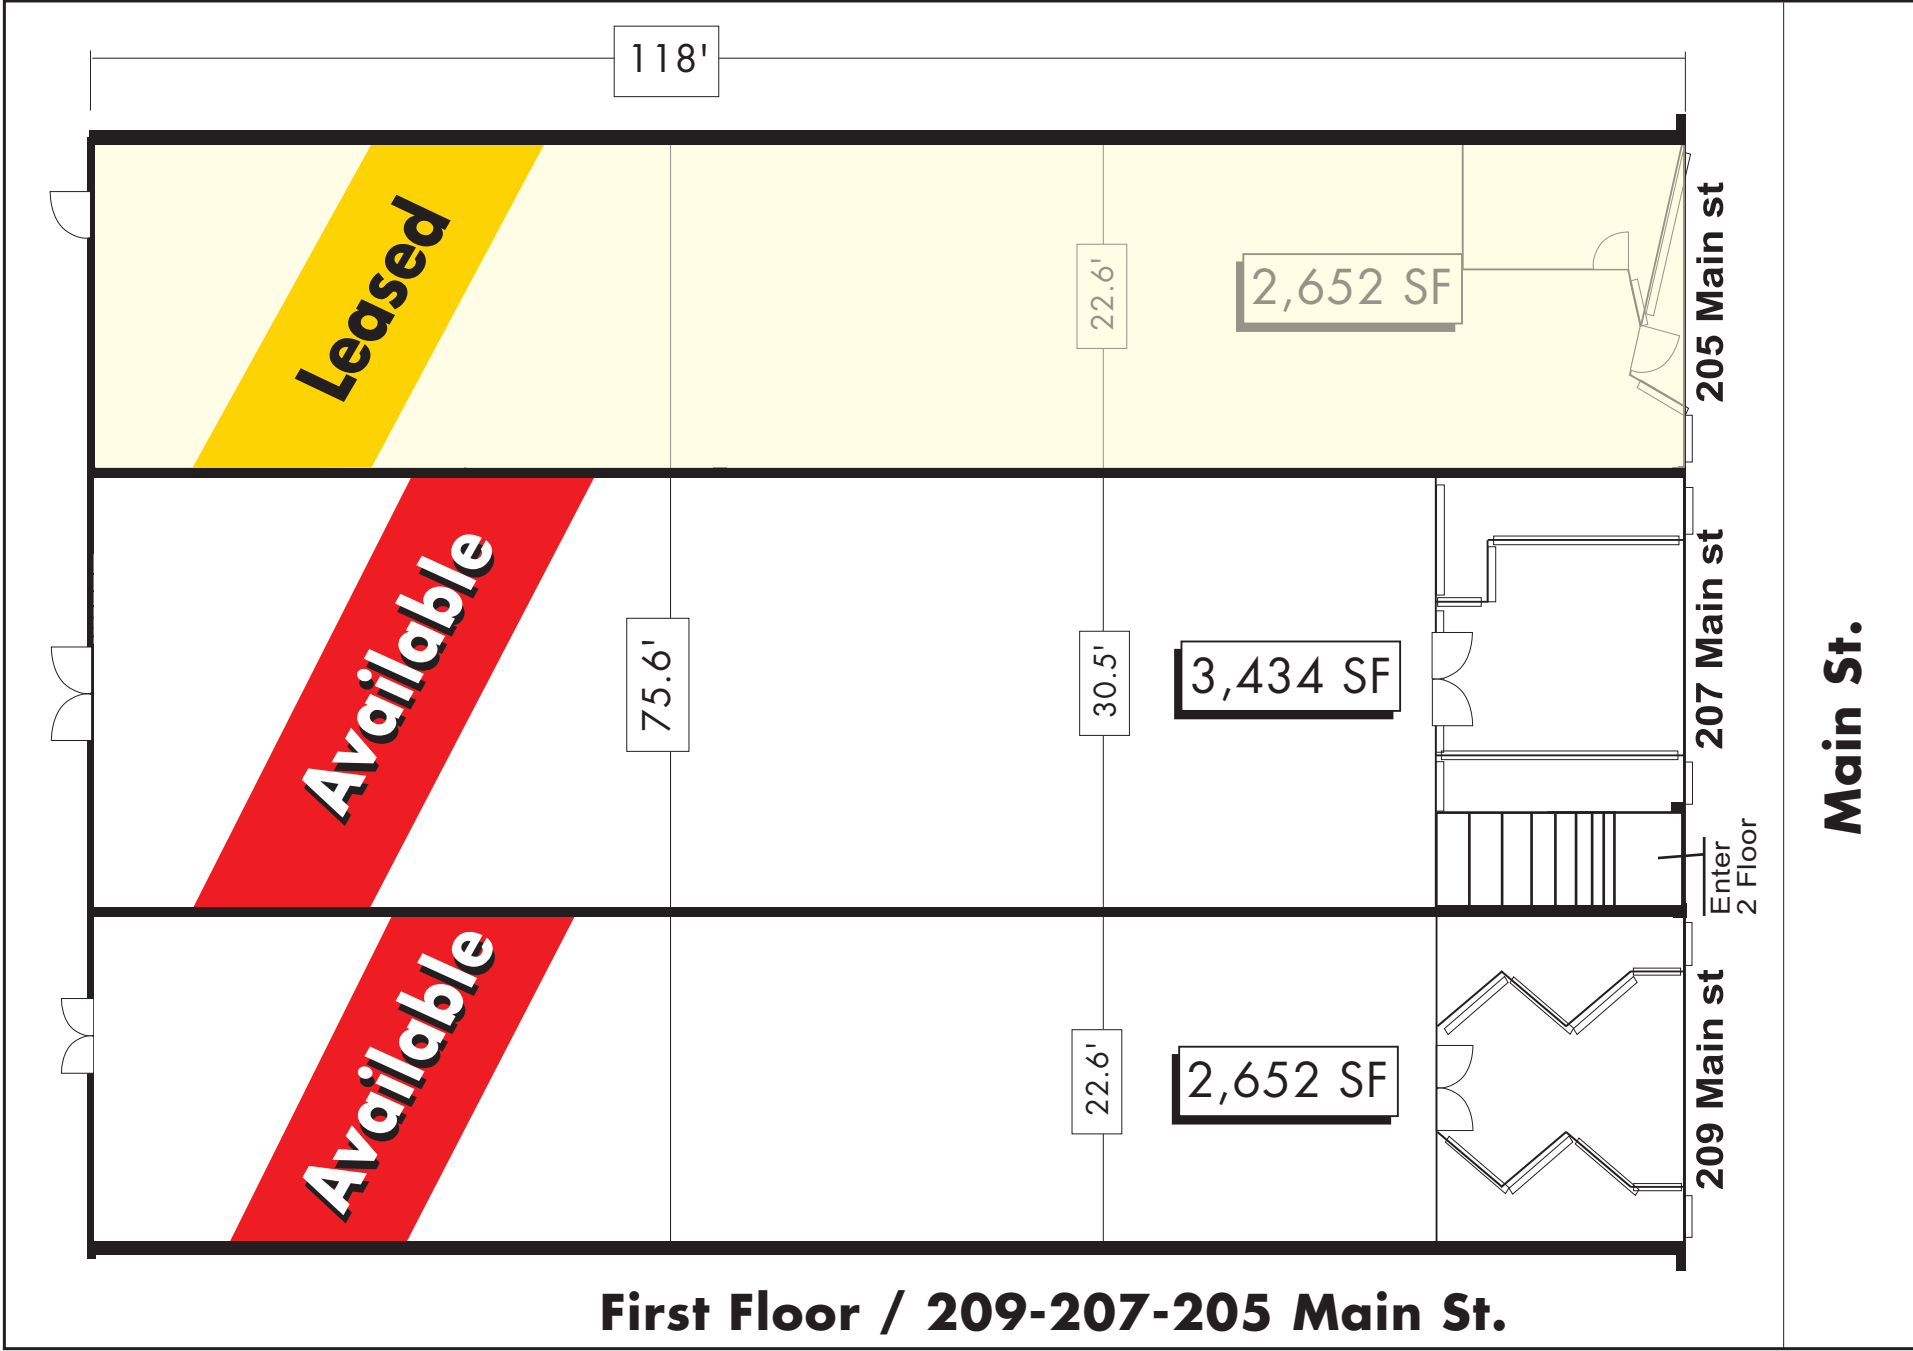 118'
Leased
22.6'
2,652 SF
205 Main st
Available
75.6'
30.5'
3,434 SF
207 Main st
Main St.
Enter
2 Floor
Available
22.6'
2,652 SF
209 Main st
First Floor / 209-207-205 Main St.